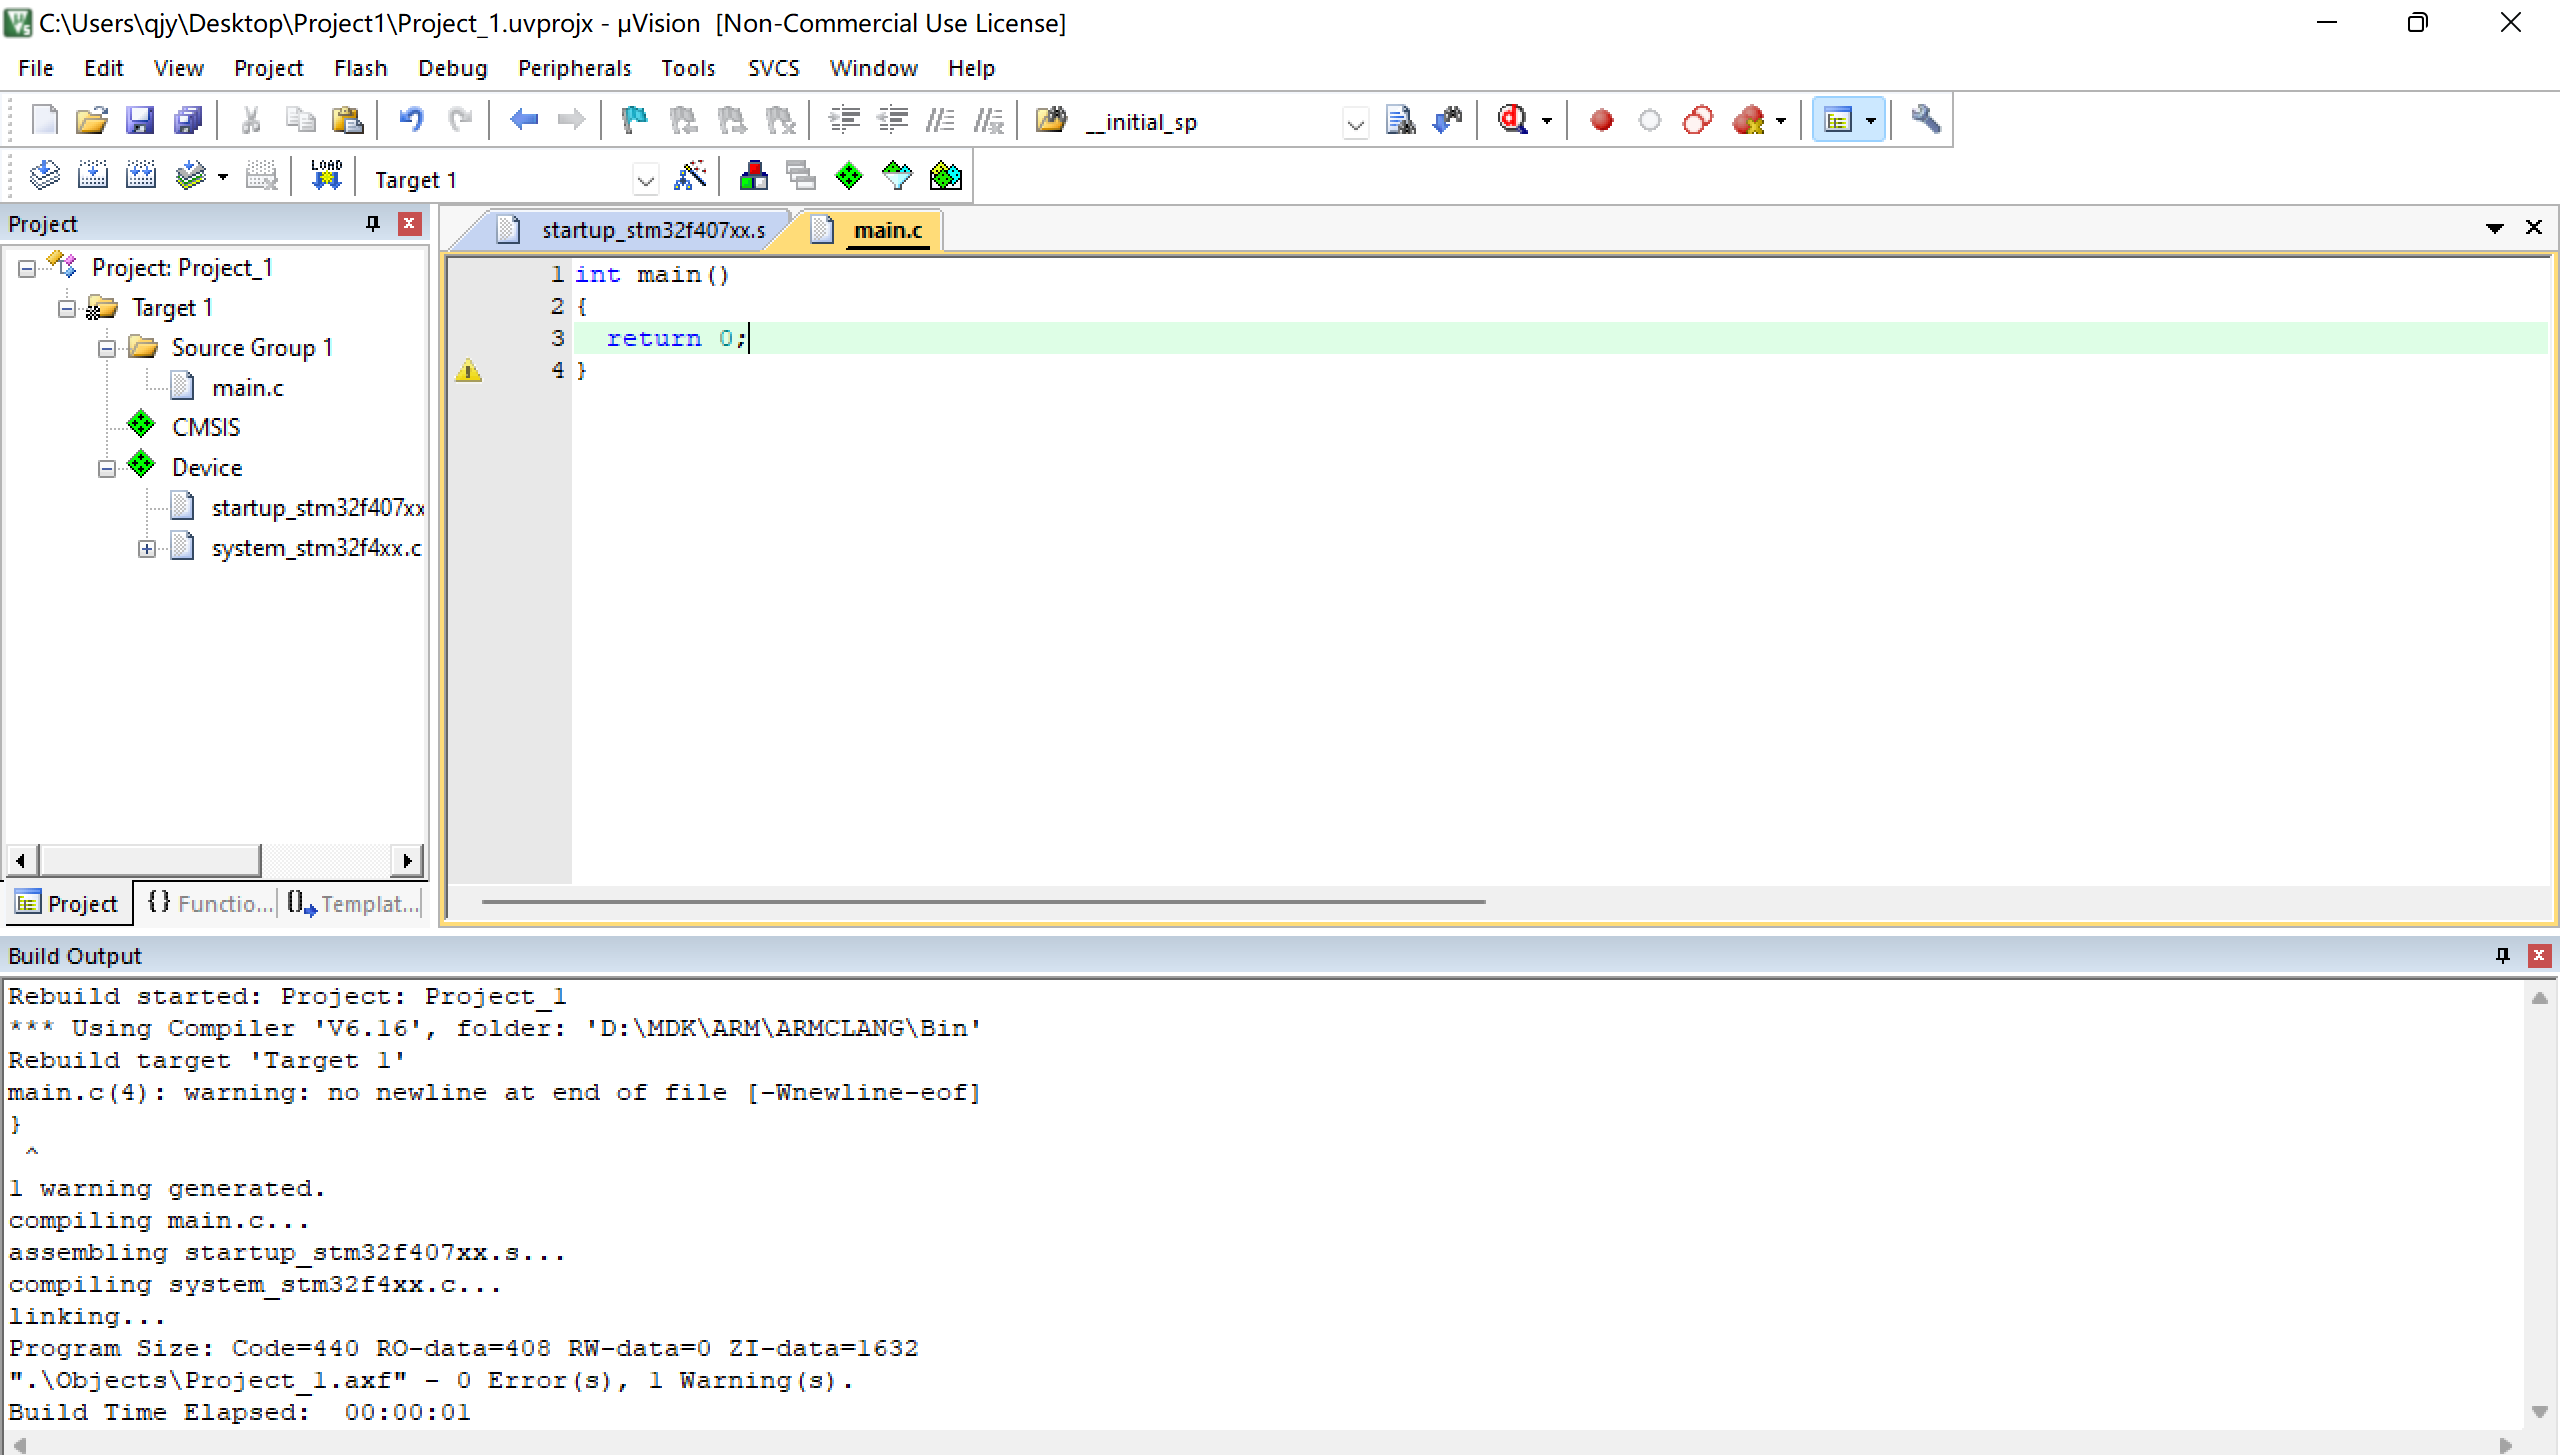 C:\Users\qjy\Desktop\Project1\Project_1.uvprojx - µVision [Non-Commercial Use License]
File Edit View Project Flash Debug Peripherals Tools SVCS Window Help
__initial_sp
LOAD
Target 1
Project
Project: Project_1
Target 1
Source Group 1
main.c
CMSIS
Device
startup_stm32f407xx
system_stm32f4xx.c
Project {} Functio... Templat...
startup_stm32f407xx.s main.c
1 int main()
2 {
3 return 0;
4 }
Build Output
Rebuild started: Project: Project_1
*** Using Compiler 'V6.16', folder: 'D:\MDK\ARM\ARMCLANG\Bin'
Rebuild target 'Target 1'
main.c(4): warning: no newline at end of file [-Wnewline-eof]
}
^
1 warning generated.
compiling main.c...
assembling startup_stm32f407xx.s...
compiling system_stm32f4xx.c...
linking...
Program Size: Code=440 RO-data=408 RW-data=0 ZI-data=1632
".\Objects\Project_1.axf" - 0 Error(s), 1 Warning(s).
Build Time Elapsed: 00:00:01